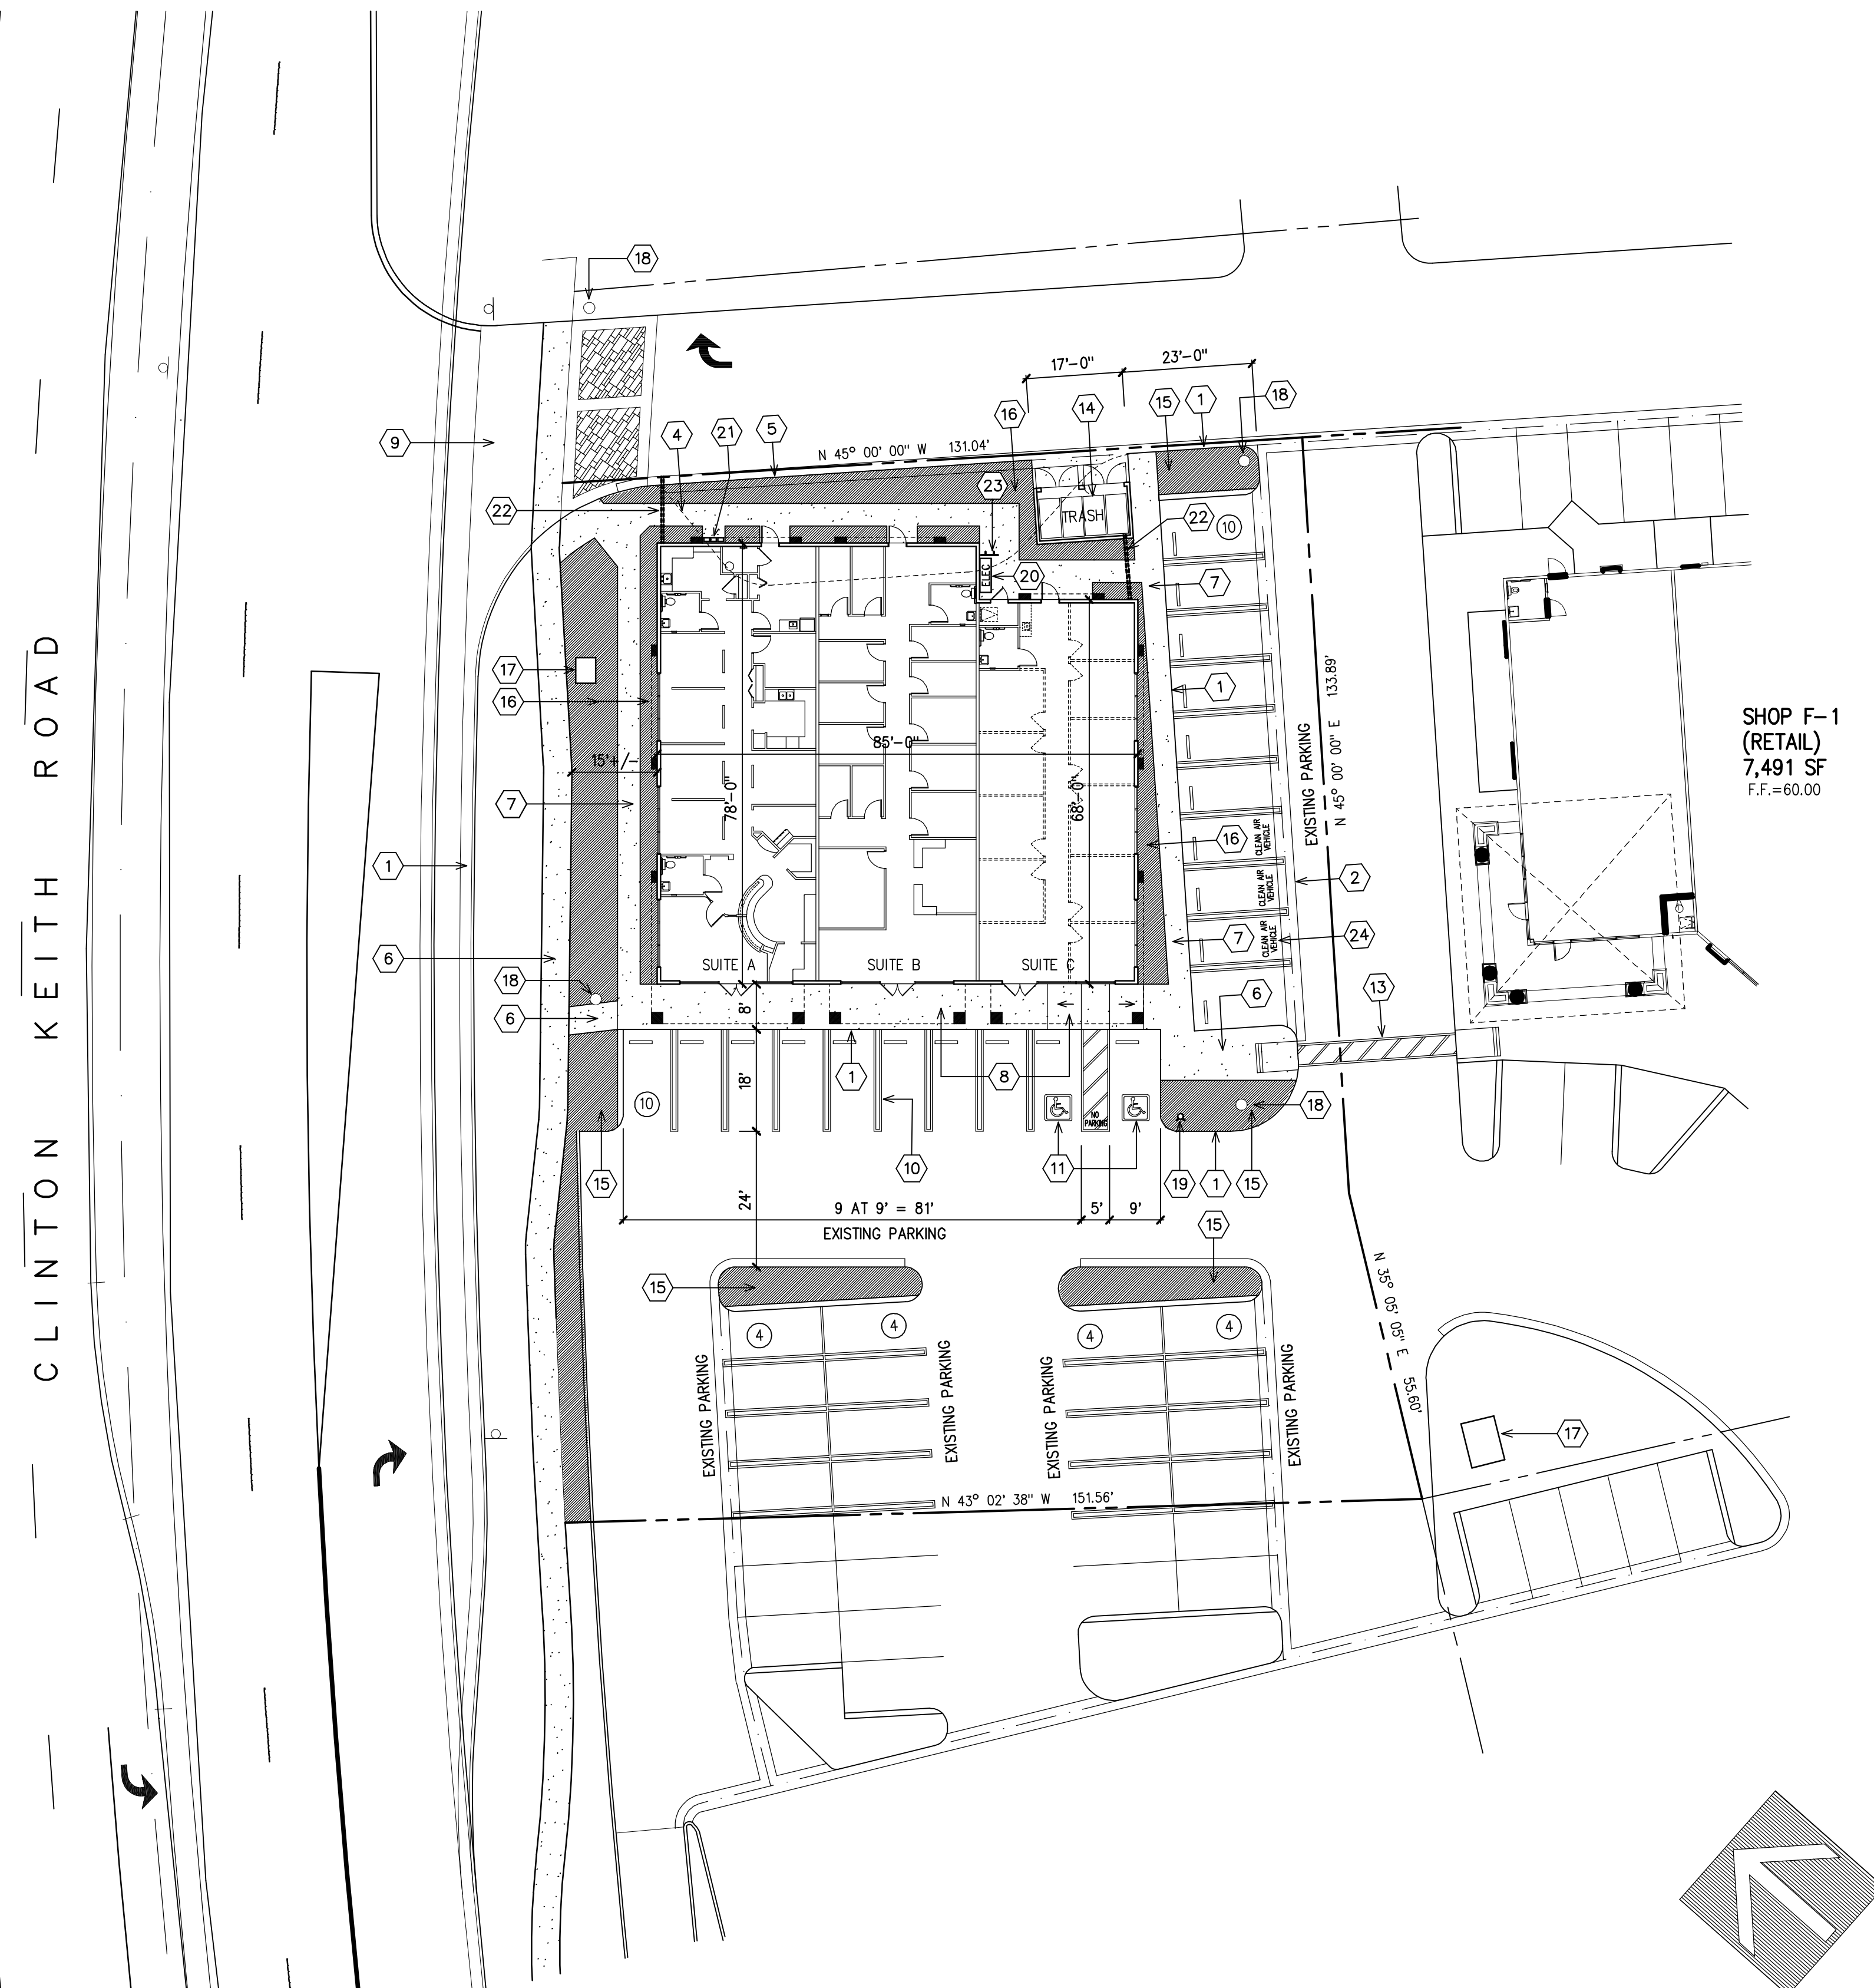 18
17'-0"
23'-0"
16
14
15
1
18
4
21
5
N 45° 00' 00" W 131.04'
9
23
22
TRASH
22
10
ELEC
20
7
17
16
1
15'+/-
85'-0"
78'-0"
68'-0"
7
16
EXISTING PARKING
N 45° 00' 00" E 133.89'
SHOP F-1
(RETAIL)
7,491 SF
F.F.=60.00
CLINTON KEITH ROAD
1
CLEAN AIR
VEHICLE
CLEAN AIR
VEHICLE
CLEAN AIR
VEHICLE
2
7
24
6
SUITE A
SUITE B
SUITE C
18
6
8'
6
13
1
8
18'
10
NO
PARKING
18
15
10
11
19
1
15
24'
9 AT 9' = 81'
5'
9'
EXISTING PARKING
15
15
4
4
4
4
EXISTING PARKING
EXISTING PARKING
EXISTING PARKING
EXISTING PARKING
N 35° 05' 05" E 55.60'
17
N 43° 02' 38" W 151.56'